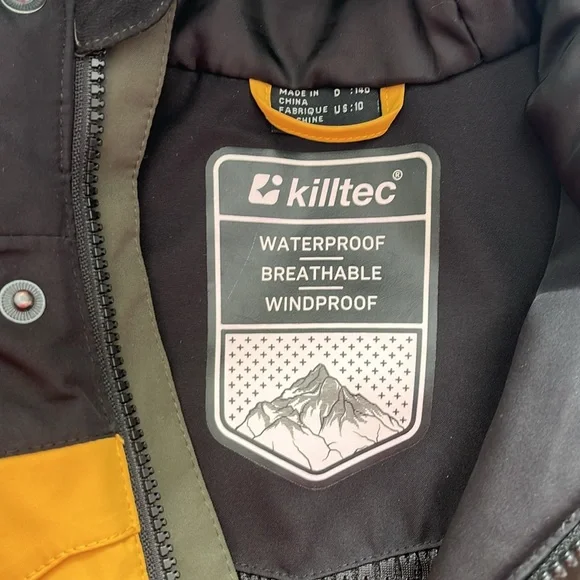 MADE IN D :140
CHINA
FABRIQUE US:10
CHINE
killtec®
WATERPROOF
BREATHABLE
WINDPROOF